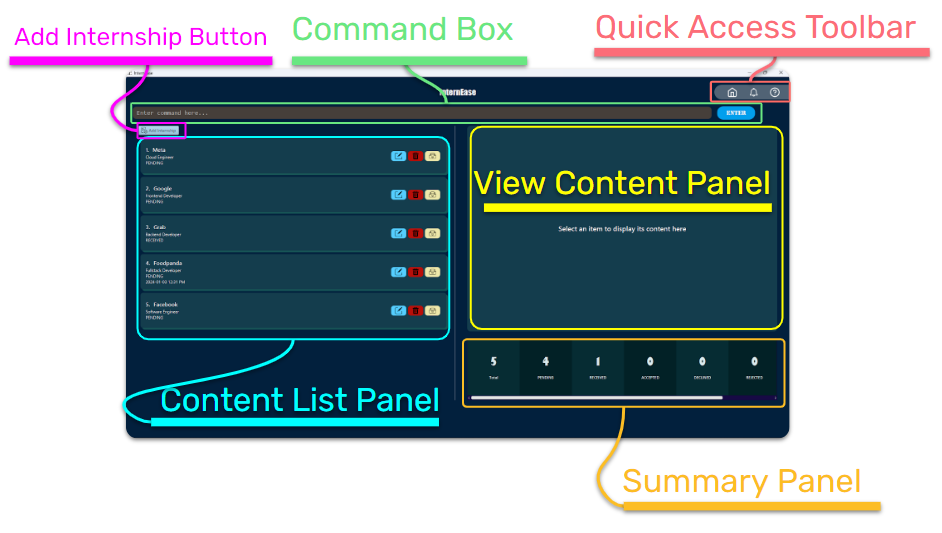 Add Internship Button
Command Box
Quick Access Toolbar
InternEase
InternEase
Enter command here...
ENTER
Add Internship
1. Meta
Cloud Engineer
PENDING
2. Google
Frontend Developer
PENDING
3. Grab
Backend Developer
RECEIVED
4. Foodpanda
Fullstack Developer
PENDING
2024-01-03 12:01 PM
5. Facebook
Software Engineer
PENDING
View Content Panel
Select an item to display its content here
5
4
1
0
0
0
Total
PENDING
RECEIVED
ACCEPTED
DECLINED
REJECTED
Content List Panel
Summary Panel